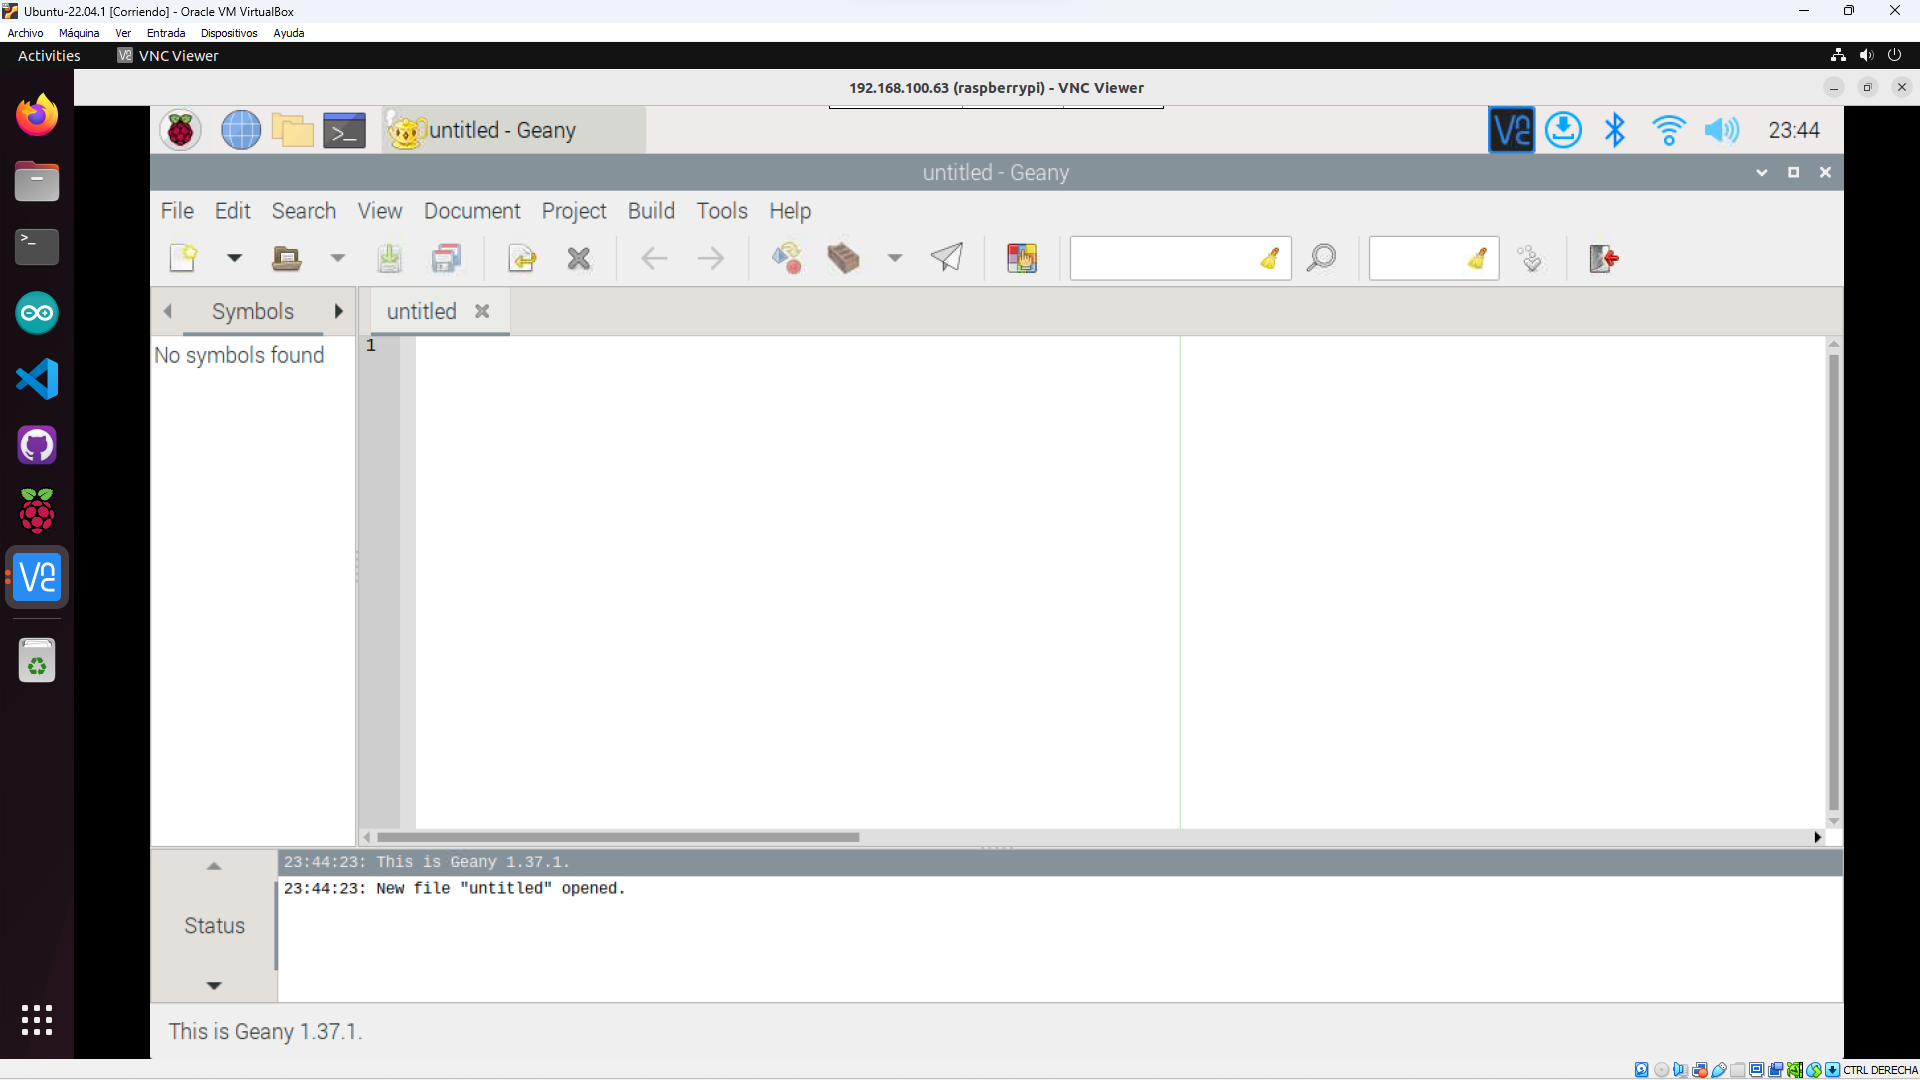 Ubuntu-22.04.1 [Corriendo] - Oracle VM VirtualBox
Archivo Máquina Ver Entrada Dispositivos Ayuda
Activities VNC Viewer
192.168.100.63 (raspberrypi) - VNC Viewer
untitled - Geany
23:44
untitled - Geany
File Edit Search View Document Project Build Tools Help
Symbols
untitled
No symbols found
1
23:44:23: This is Geany 1.37.1.
23:44:23: New file "untitled" opened.
Status
This is Geany 1.37.1.
CTRL DERECHA